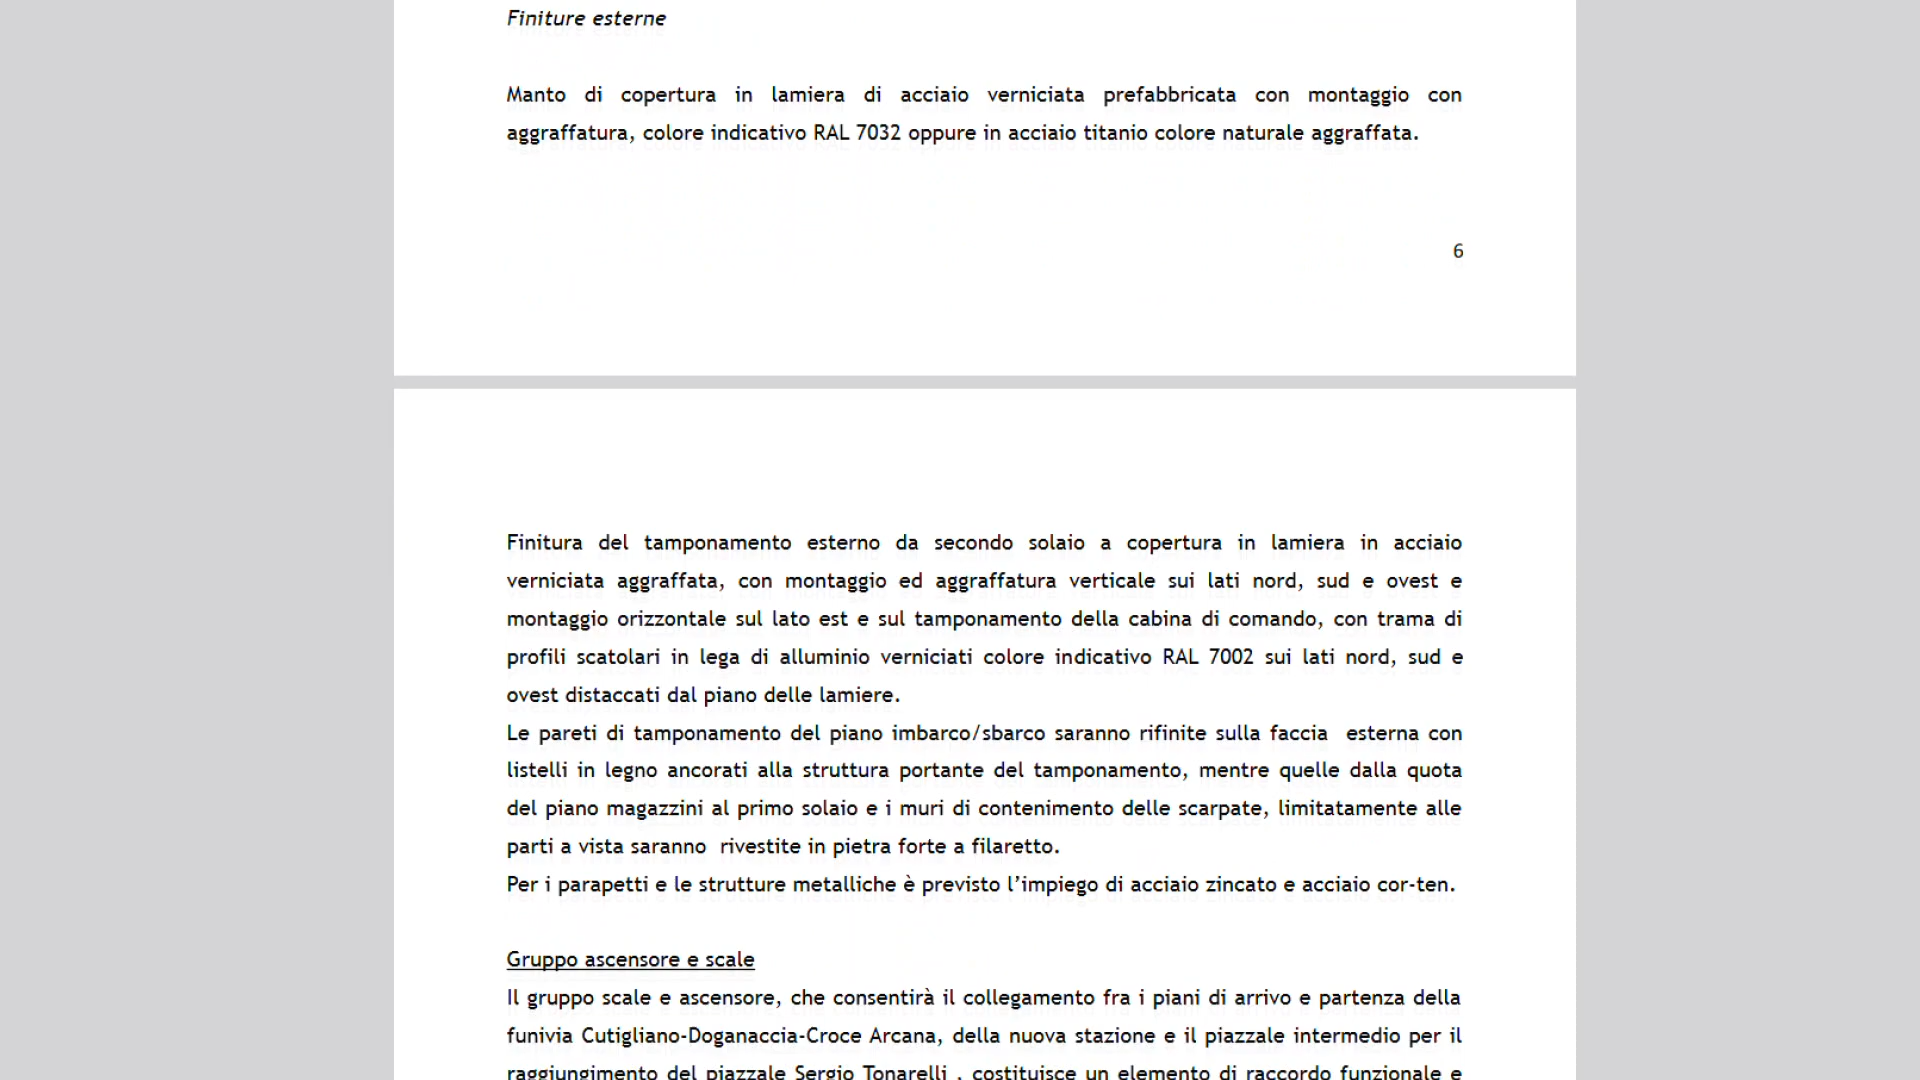 Finiture esterne
Manto di copertura in lamiera di acciaio verniciata prefabbricata con montaggio con
aggraffatura, colore indicativo RAL 7032 oppure in acciaio titanio colore naturale aggraffata.
6
Finitura del tamponamento esterno da secondo solaio a copertura in lamiera in acciaio
verniciata aggraffata, con montaggio ed aggraffatura verticale sui lati nord, sud e ovest e
montaggio orizzontale sul lato est e sul tamponamento della cabina di comando, con trama di
profili scatolari in lega di alluminio verniciati colore indicativo RAL 7002 sui lati nord, sud e
ovest distaccati dal piano delle lamiere.
Le pareti di tamponamento del piano imbarco/sbarco saranno rifinite sulla faccia  esterna con
listelli in legno ancorati alla struttura portante del tamponamento, mentre quelle dalla quota
del piano magazzini al primo solaio e i muri di contenimento delle scarpate, limitatamente alle
parti a vista saranno  rivestite in pietra forte a filaretto.
Per i parapetti e le strutture metalliche è previsto l’impiego di acciaio zincato e acciaio cor-ten.
Gruppo ascensore e scale
Il gruppo scale e ascensore, che consentirà il collegamento fra i piani di arrivo e partenza della
funivia Cutigliano-Doganaccia-Croce Arcana, della nuova stazione e il piazzale intermedio per il
raggiungimento del piazzale Sergio Tonarelli , costituisce un elemento di raccordo funzionale e